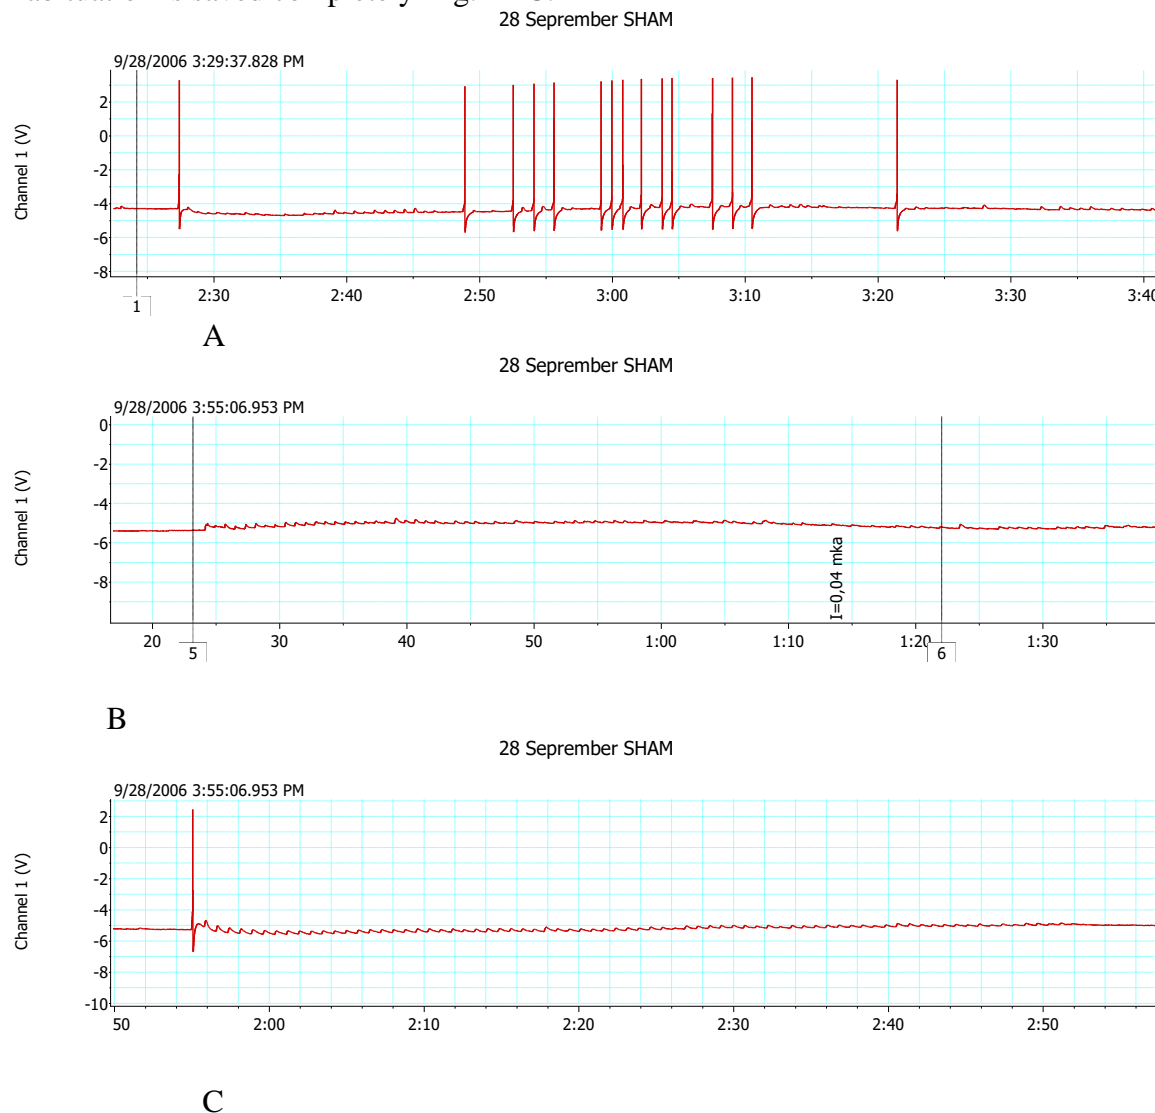 28 Seprember SHAM
9/28/2006 3:29:37.828 PM
Channel 1 (V)
2
0
-2
-4
-6
-8
2:30 2:40 2:50 3:00 3:10 3:20 3:30 3:40
1
A
28 Seprember SHAM
9/28/2006 3:55:06.953 PM
Channel 1 (V)
0
-2
-4
-6
-8
I=0,04 mka
20 30 40 50 1:00 1:10 1:20 1:30
5 6
B
28 Seprember SHAM
9/28/2006 3:55:06.953 PM
Channel 1 (V)
2
0
-2
-4
-6
-8
-10
50 2:00 2:10 2:20 2:30 2:40 2:50
C